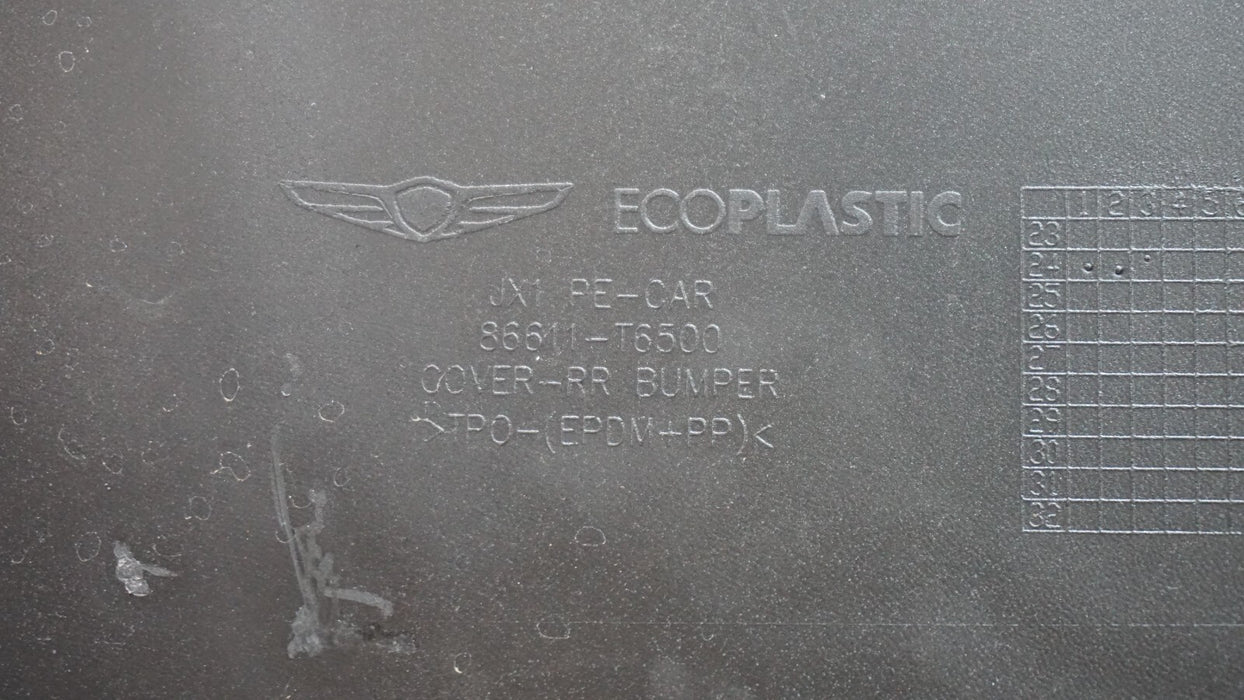 ECOPLASTIC
JX1 PE-CAR
86611-T6500
COVER-RR BUMPER
>TPO-(EPDM+PP)<
1 2 3 4 5 6
23
24
25
26
27
28
29
30
31
32